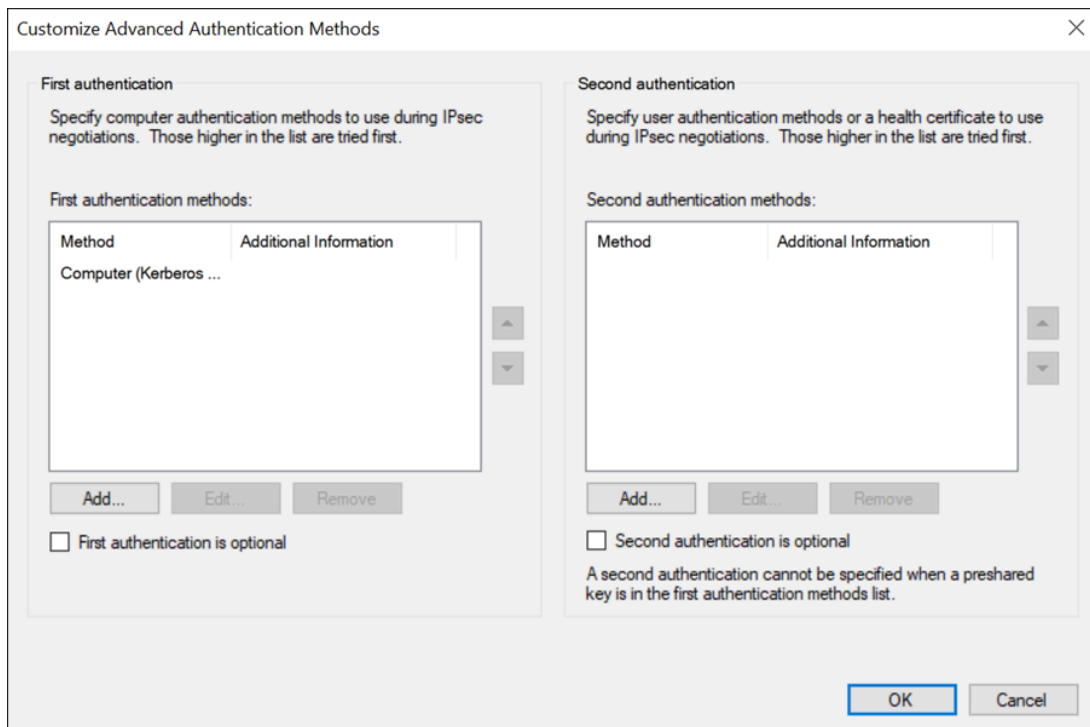 Customize Advanced Authentication Methods
First authentication
Specify computer authentication methods to use during IPsec
negotiations. Those higher in the list are tried first.
First authentication methods:
Method Additional Information
Computer (Kerberos ...
Add... Edit... Remove
First authentication is optional
Second authentication
Specify user authentication methods or a health certificate to use
during IPsec negotiations. Those higher in the list are tried first.
Second authentication methods:
Method Additional Information
Add... Edit... Remove
Second authentication is optional
A second authentication cannot be specified when a preshared
key is in the first authentication methods list.
OK Cancel